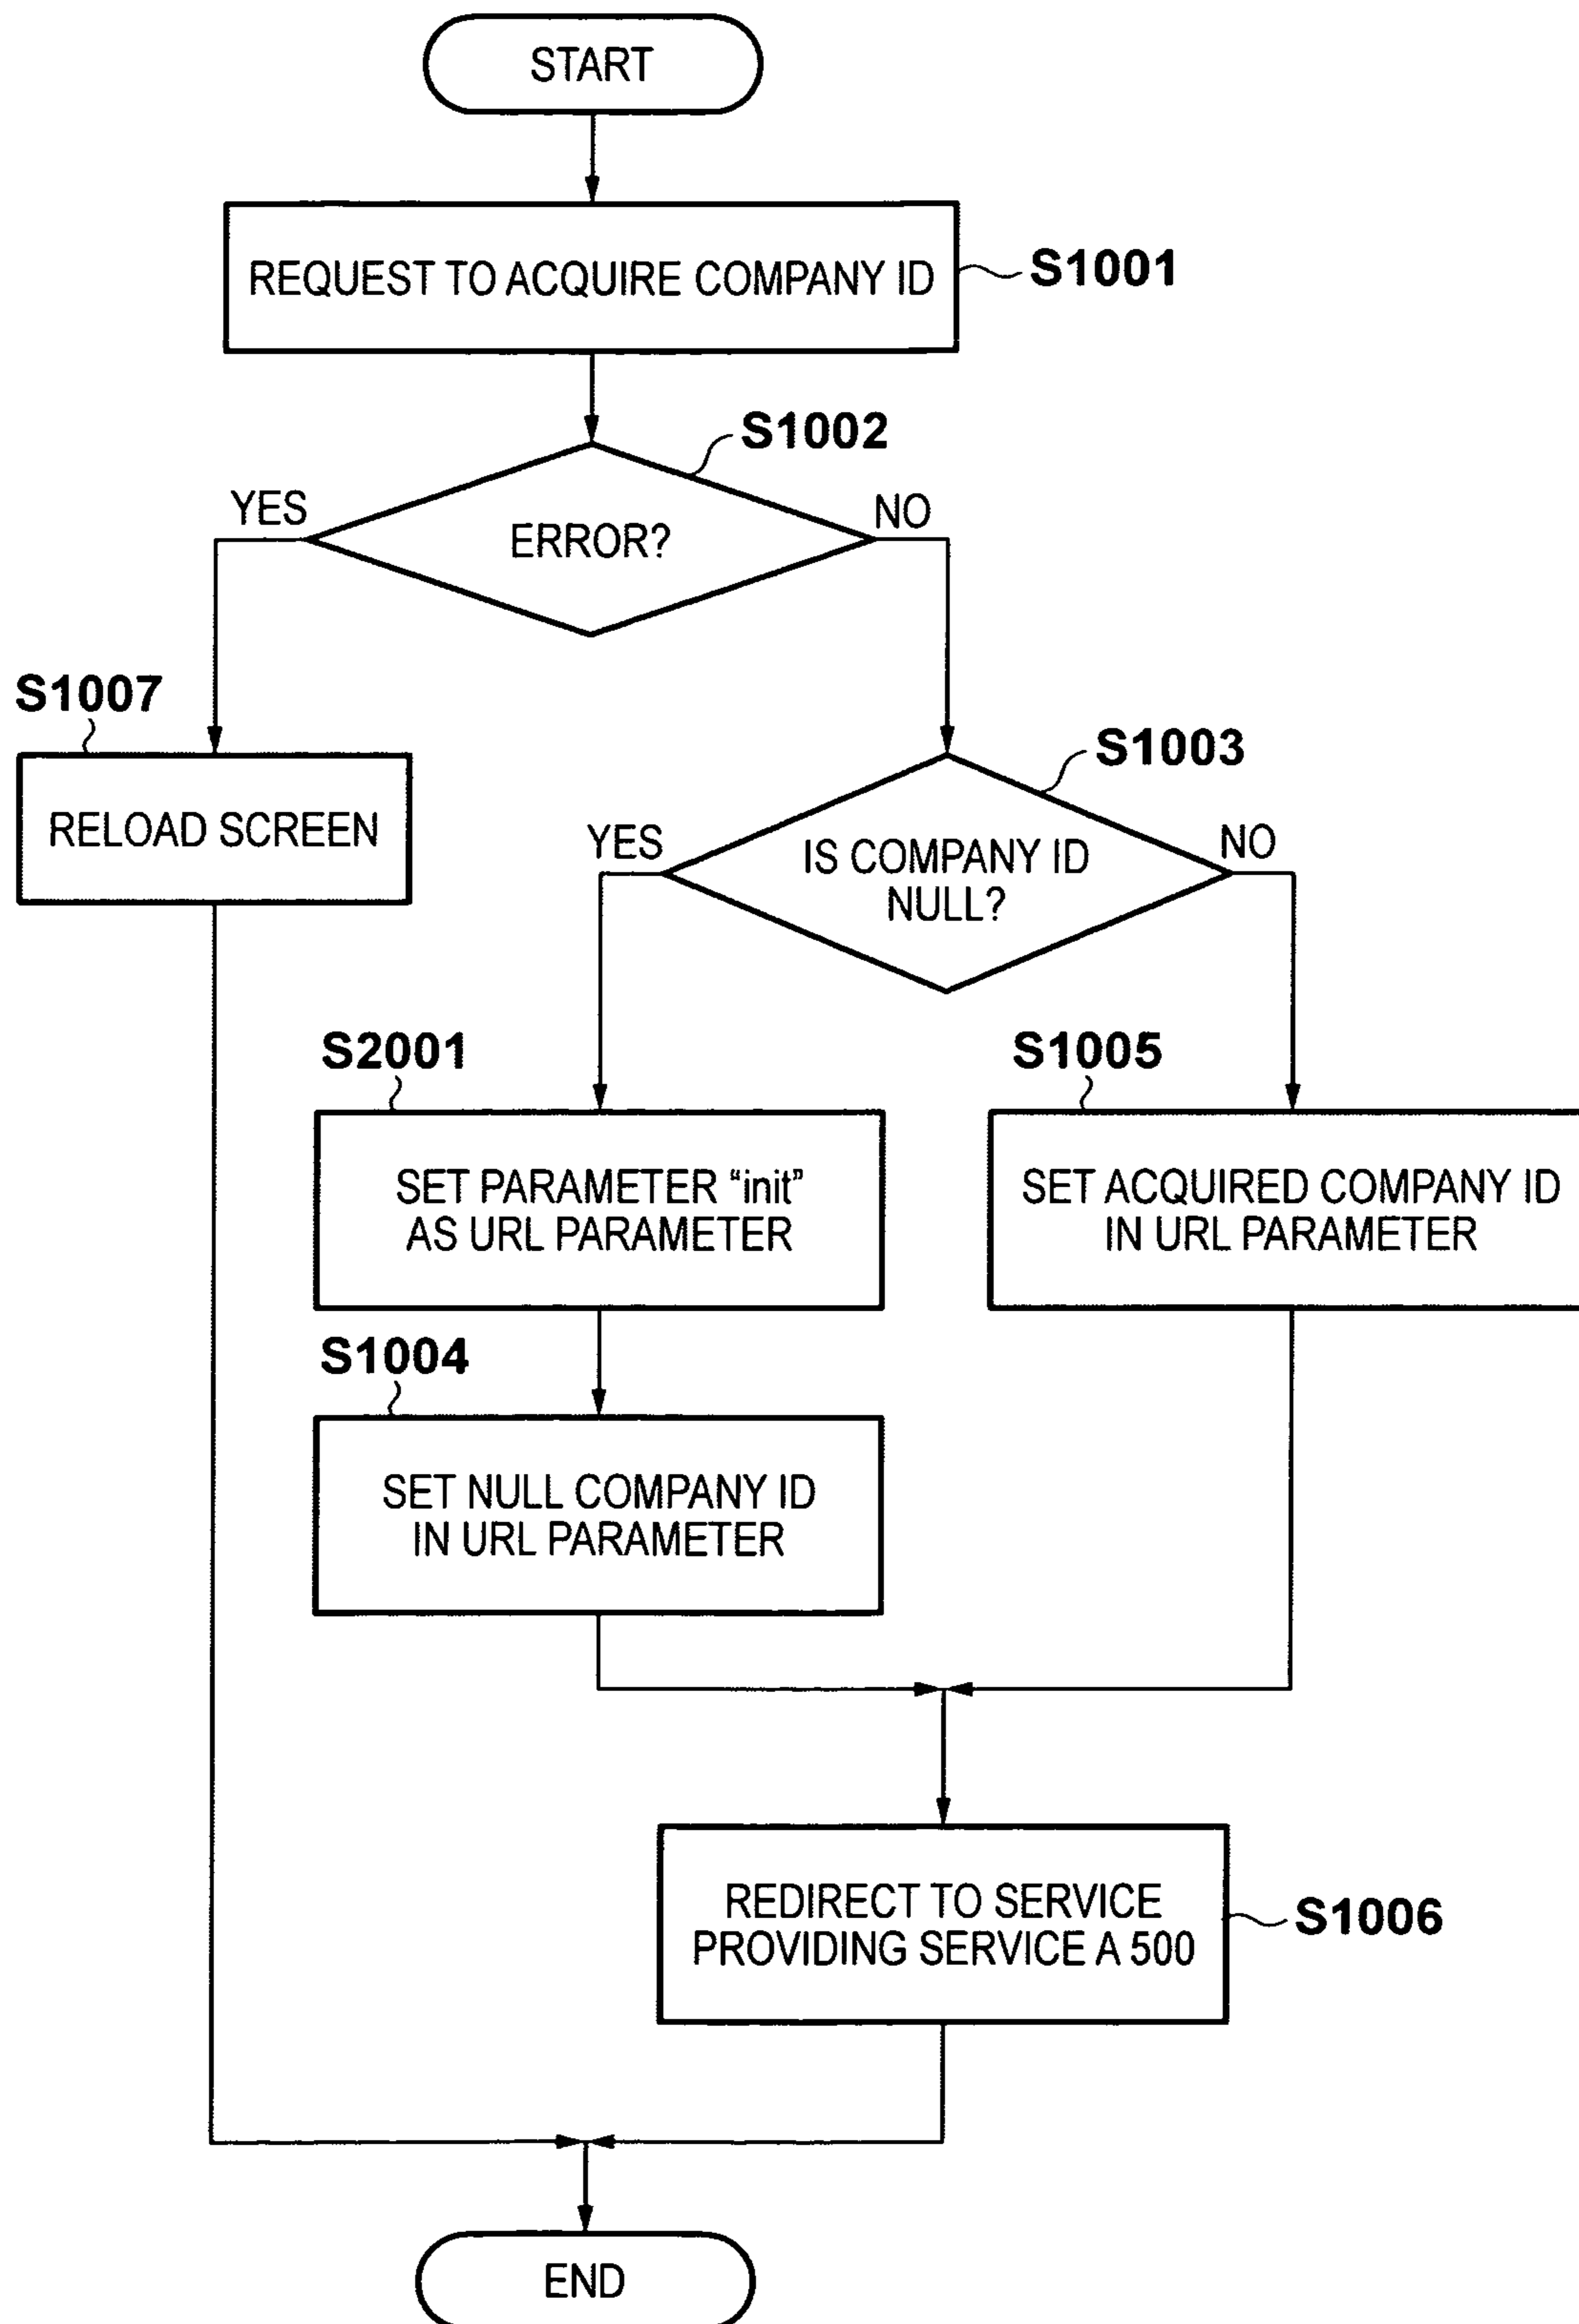 START
REQUEST TO ACQUIRE COMPANY ID
S1001
S1002
YES
NO
ERROR?
S1007
RELOAD SCREEN
S1003
YES
NO
IS COMPANY ID
NULL?
S2001
SET PARAMETER “init”
AS URL PARAMETER
S1005
SET ACQUIRED COMPANY ID
IN URL PARAMETER
S1004
SET NULL COMPANY ID
IN URL PARAMETER
REDIRECT TO SERVICE
PROVIDING SERVICE A 500
S1006
END